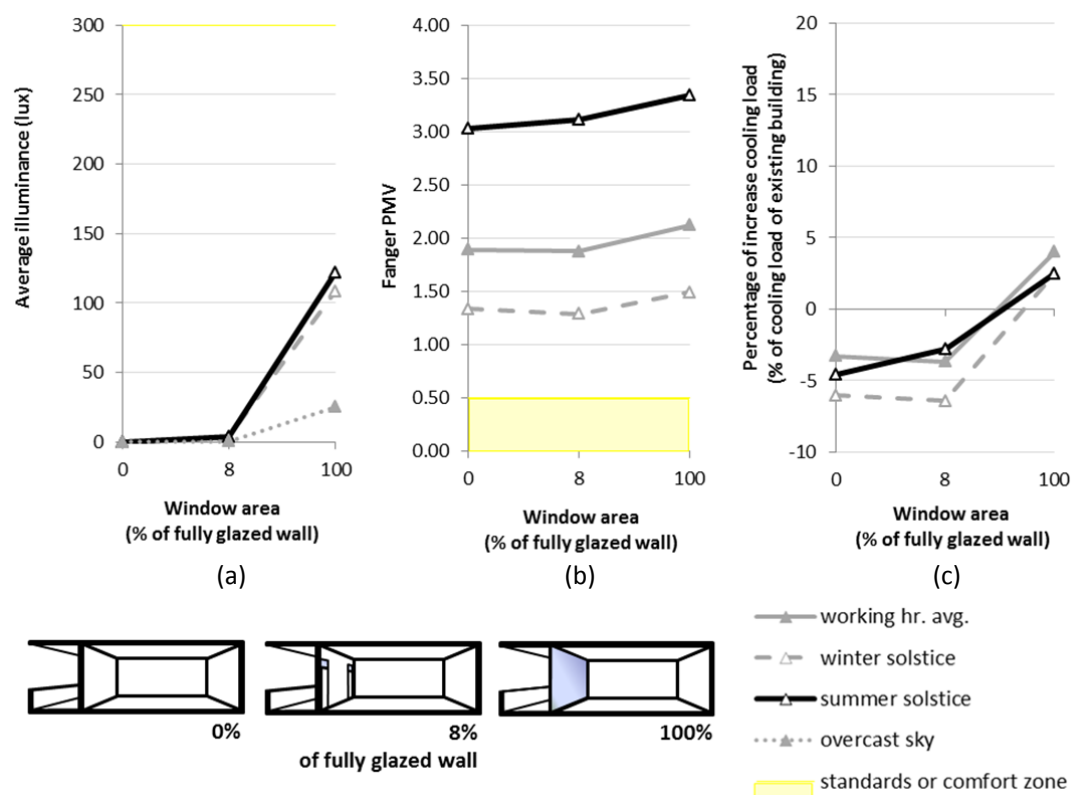 300
250
200
150
100
50
0
0 8 100
Average illuminance (lux)
Window area
(% of fully glazed wall)
(a)
4.00
3.50
3.00
2.50
2.00
1.50
1.00
0.50
0.00
0 8 100
Fanger PMV
Window area
(% of fully glazed wall)
(b)
20
15
10
5
0
-5
-10
0 8 100
Percentage of increase cooling load
(% of cooling load of existing building)
Window area
(% of fully glazed wall)
(c)
0% 8% 100%
of fully glazed wall
working hr. avg.
winter solstice
summer solstice
overcast sky
standards or comfort zone